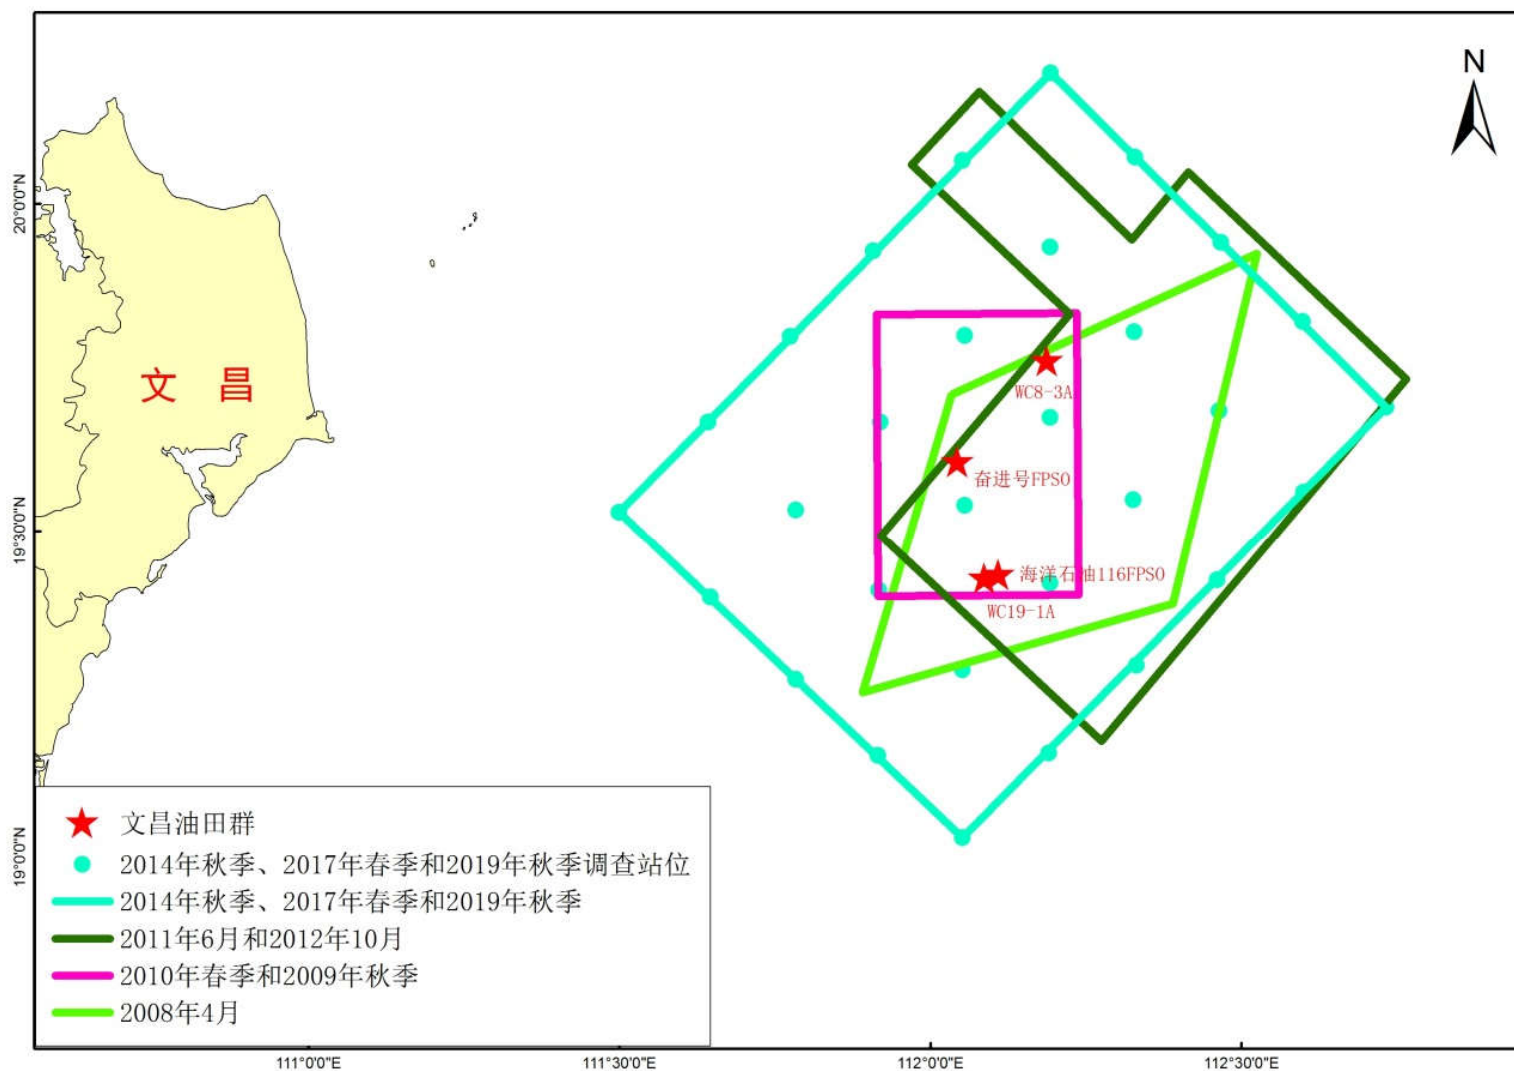 N
20°0'0"N
文 昌
WC8-3A
奋进号FPSO
19°30'0"N
海洋石油116FPSO
WC19-1A
文昌油田群
2014年秋季、2017年春季和2019年秋季调查站位
19°0'0"N
2014年秋季、2017年春季和2019年秋季
2011年6月和2012年10月
2010年春季和2009年秋季
2008年4月
111°0'0"E
111°30'0"E
112°0'0"E
112°30'0"E